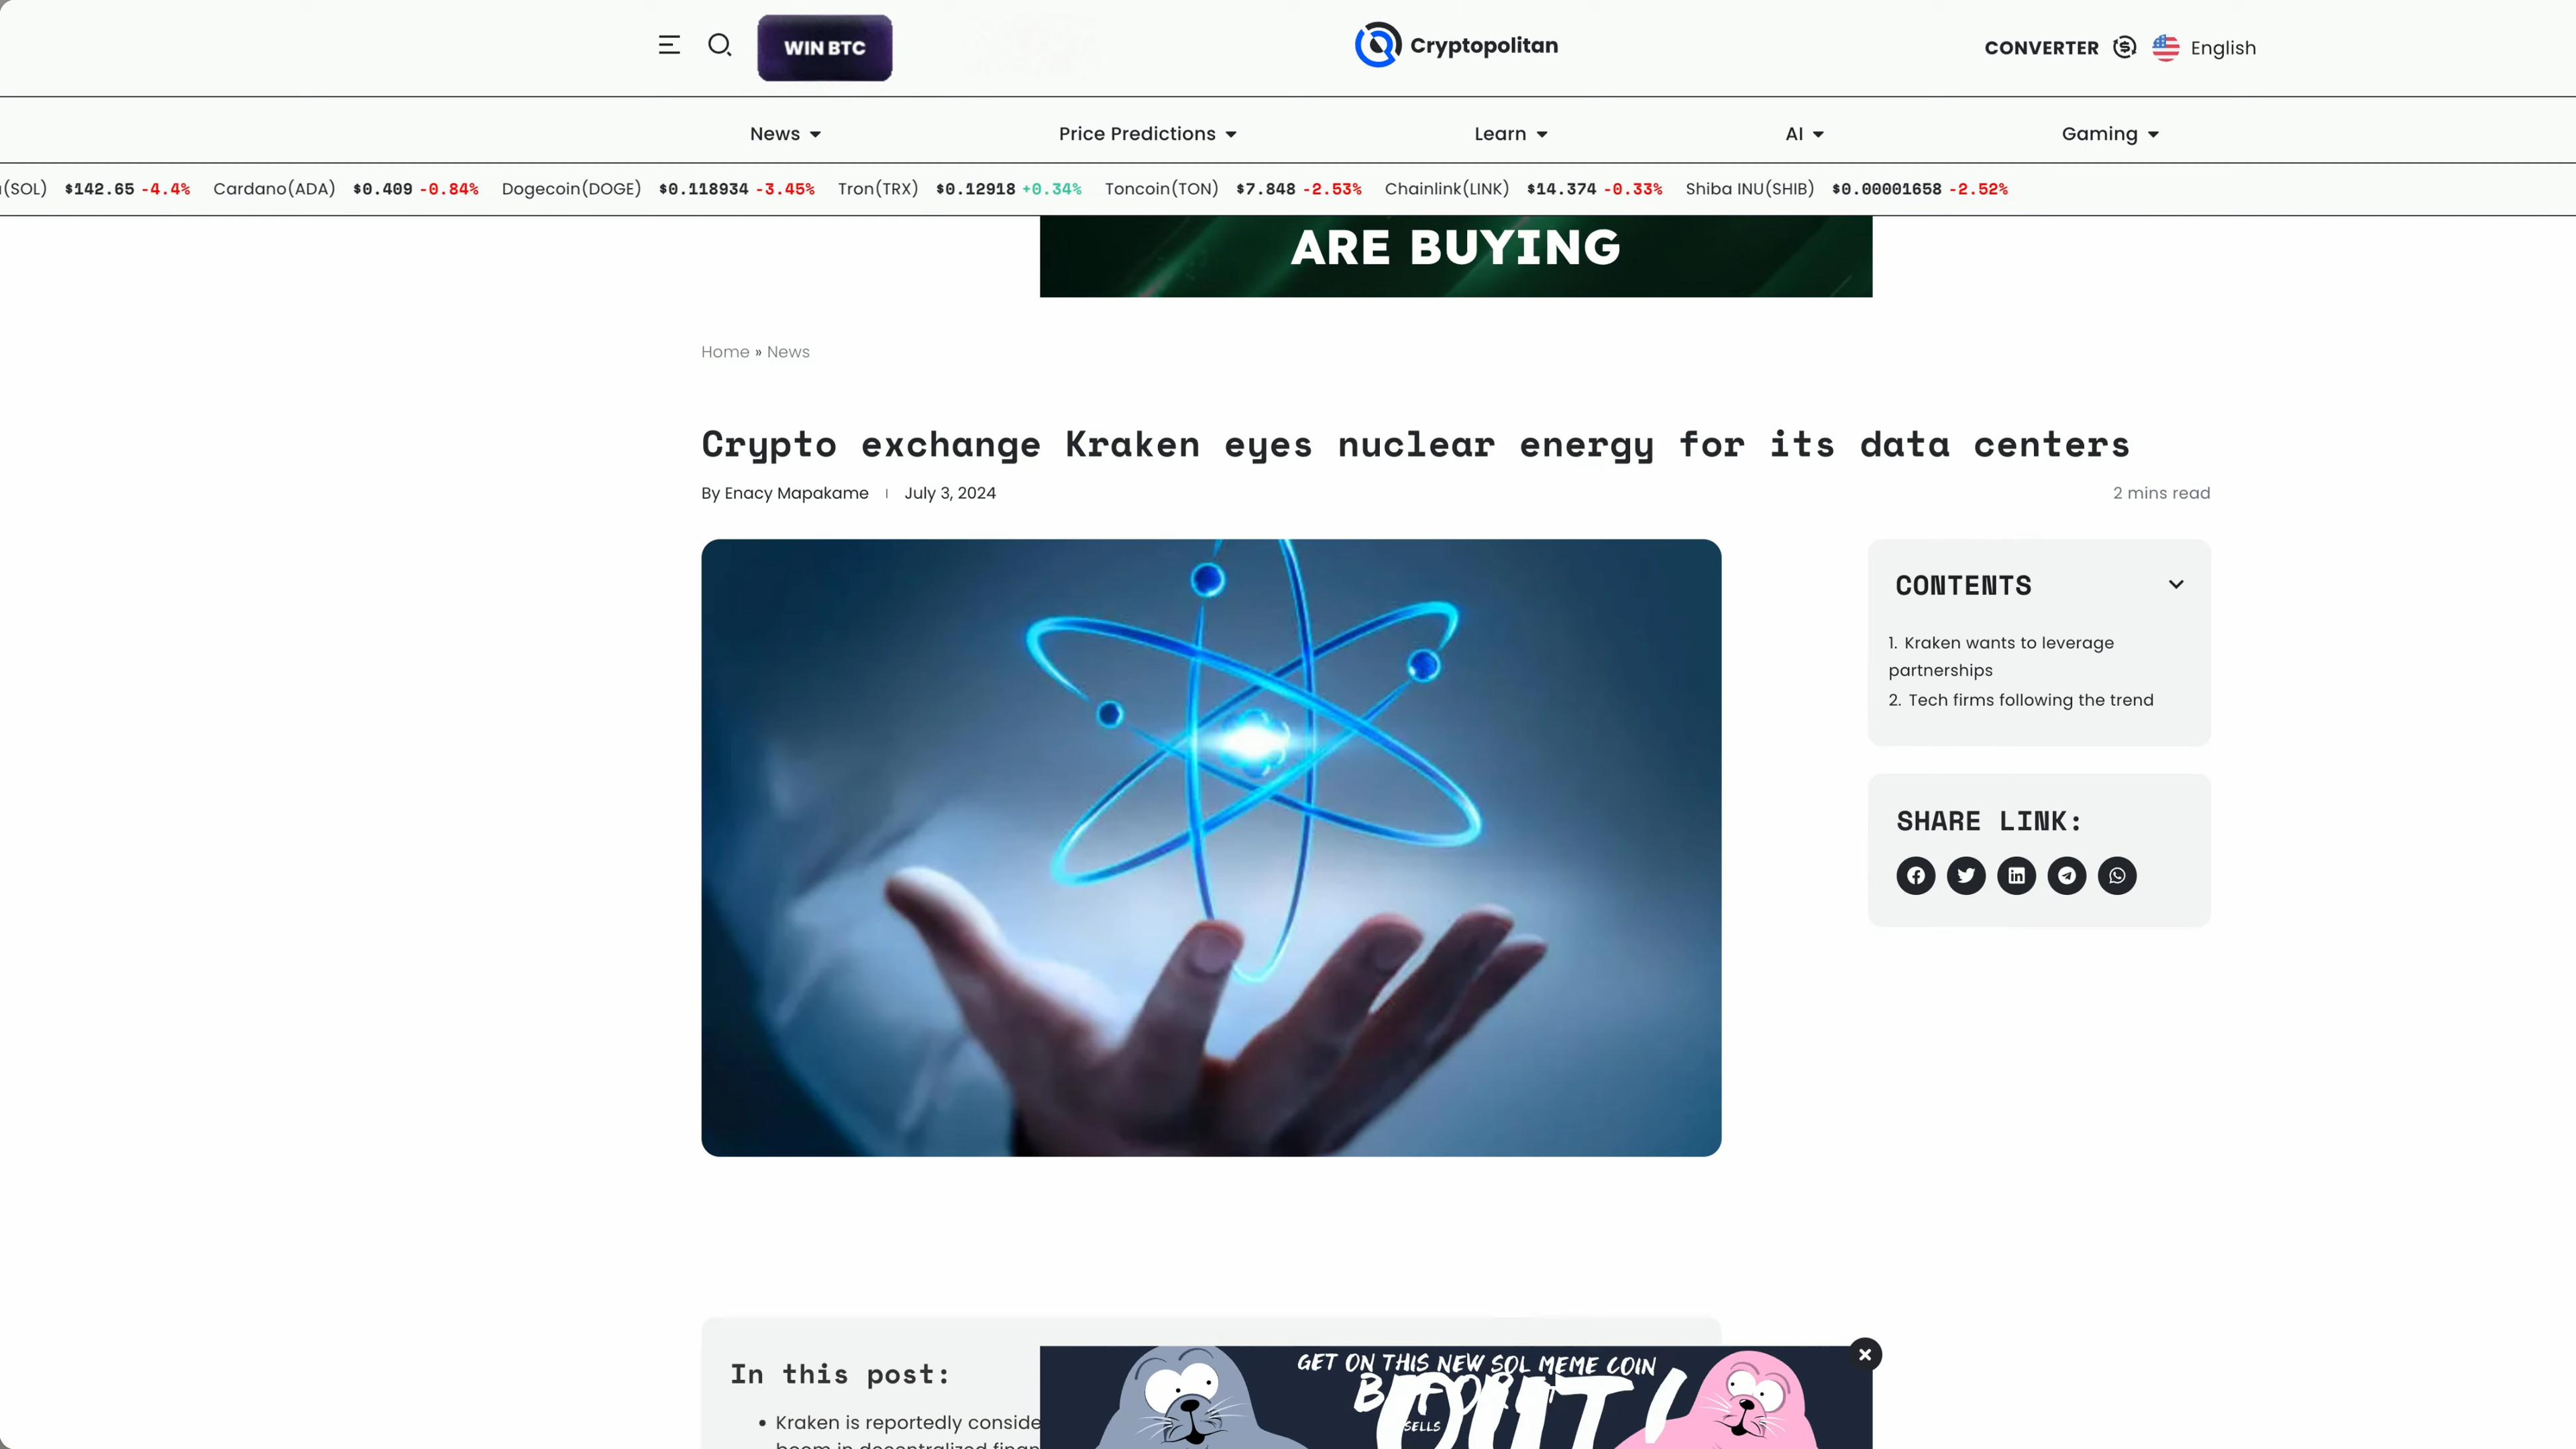 WIN BTC
Cryptopolitan
CONVERTER English
News
Price Predictions
Learn
AI
Gaming
(SOL) $142.65 -4.4% Cardano(ADA) $0.409 -0.84% Dogecoin(DOGE) $0.118934 -3.45% Tron(TRX) $0.12918 +0.34% Toncoin(TON) $7.848 -2.53% Chainlink(LINK) $14.374 -0.33% Shiba INU(SHIB) $0.00001658 -2.52%
ARE BUYING
Home » News
Crypto exchange Kraken eyes nuclear energy for its data centers
By Enacy Mapakame | July 3, 2024
2 mins read
CONTENTS
1. Kraken wants to leverage
partnerships
2. Tech firms following the trend
SHARE LINK:
In this post:
• Kraken is reportedly conside
boom in decentralized finan
GET ON THIS NEW SOL MEME COIN
SELLS
OUT!